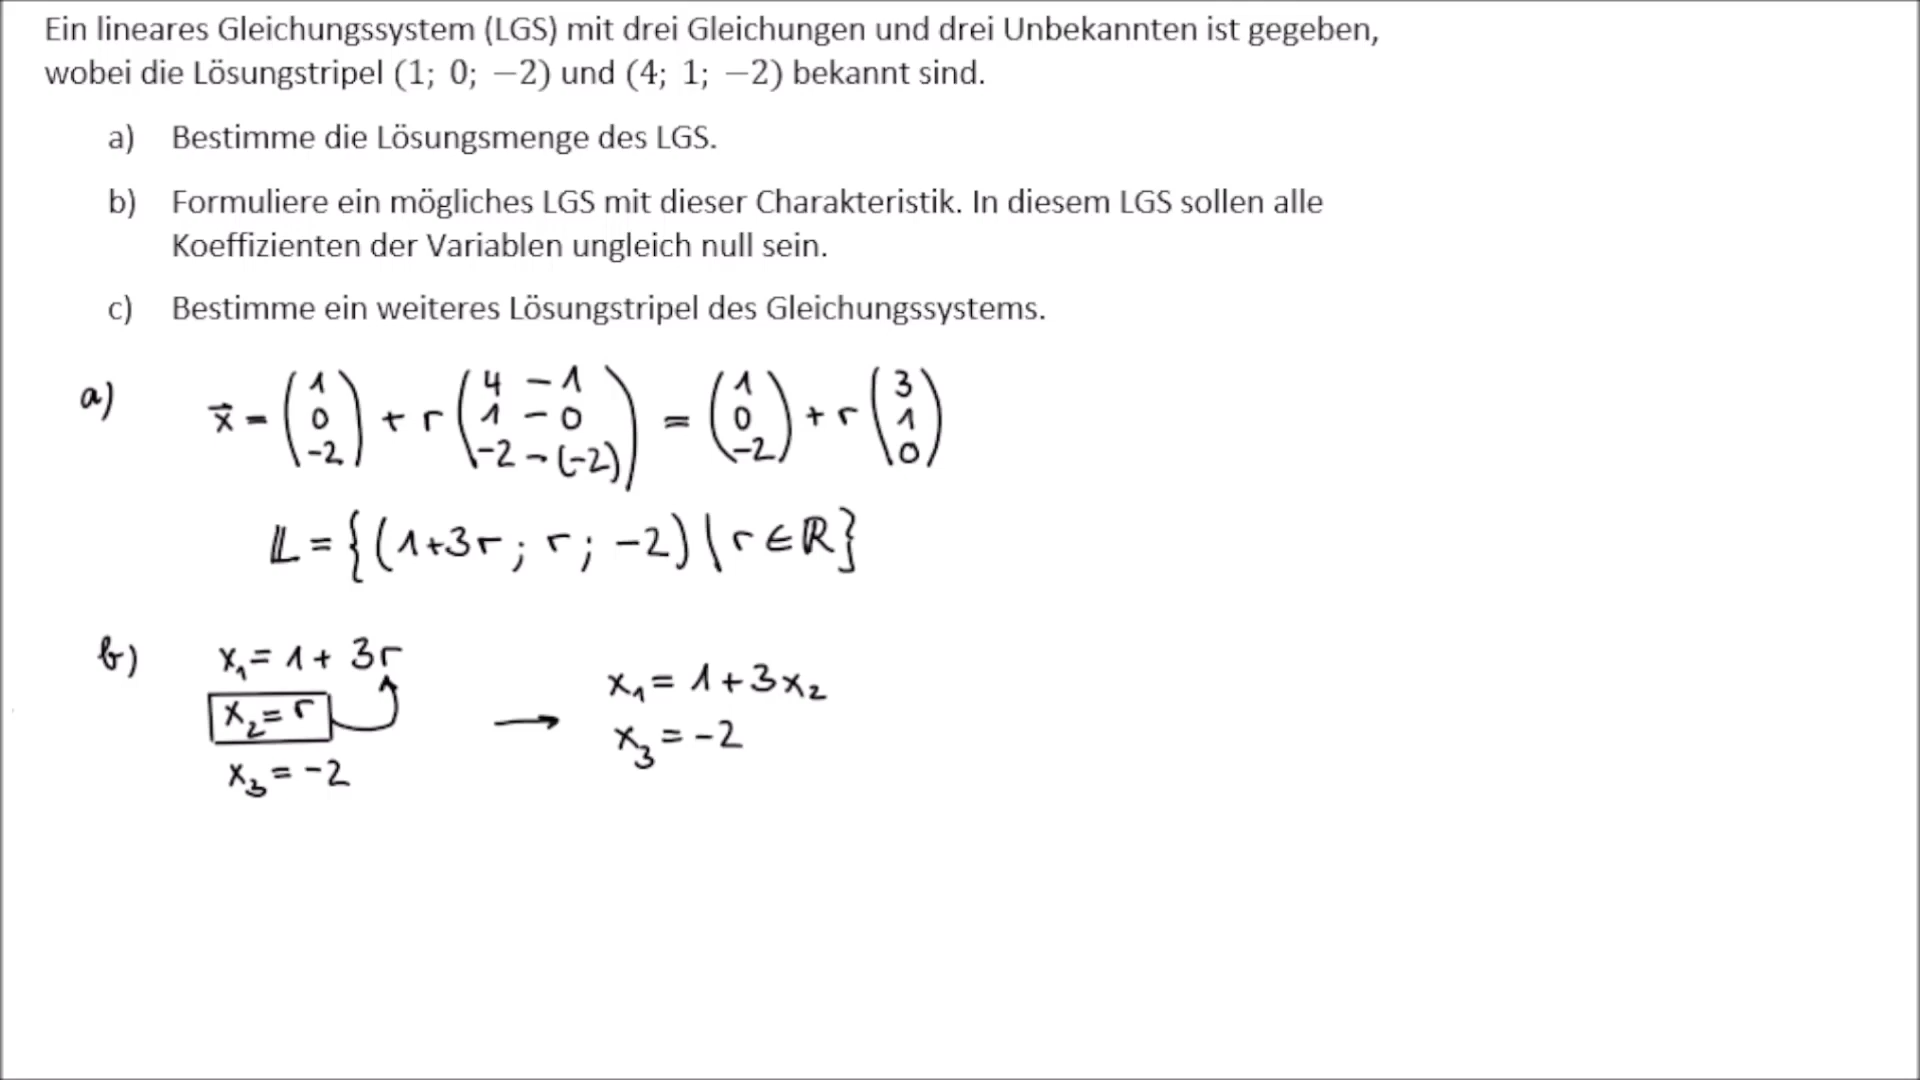 Ein lineares Gleichungssystem (LGS) mit drei Gleichungen und drei Unbekannten ist gegeben,
wobei die Lösungstripel (1; 0; −2) und (4; 1; −2) bekannt sind.
a) Bestimme die Lösungsmenge des LGS.
b) Formuliere ein mögliches LGS mit dieser Charakteristik. In diesem LGS sollen alle
Koeffizienten der Variablen ungleich null sein.
c) Bestimme ein weiteres Lösungstripel des Gleichungssystems.
a) x⃗ = (1 0 -2) + r (4 - 1 1 - 0 -2 - (-2)) = (1 0 -2) + r (3 1 0)
𝕃 = {(1+3r ; r ; -2) | r ∈ ℝ}
b) x₁ = 1 + 3r
x₂ = r
x₃ = -2
→
x₁ = 1 + 3x₂
x₃ = -2